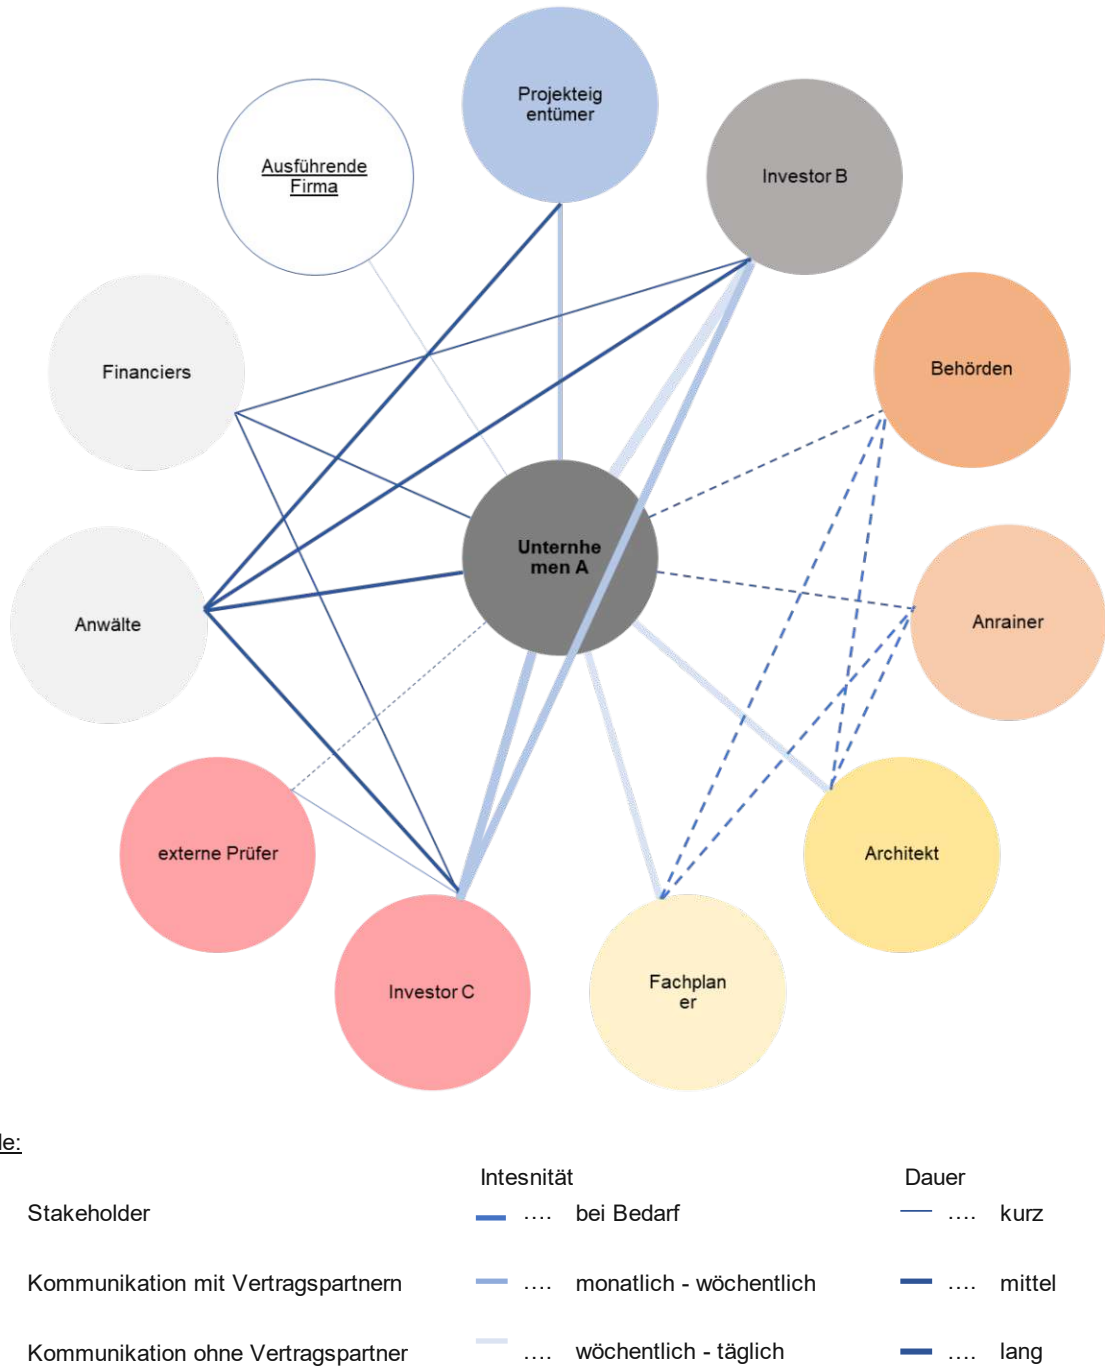 Projekteig
entümer
Ausführende
Firma
Investor B
Financiers
Behörden
Unternhe
men A
Anwälte
Anrainer
externe Prüfer
Architekt
Investor C
Fachplan
er
le:
Intesnität
Dauer
Stakeholder
.... bei Bedarf
.... kurz
Kommunikation mit Vertragspartnern
.... monatlich - wöchentlich
.... mittel
Kommunikation ohne Vertragspartner
.... wöchentlich - täglich
.... lang